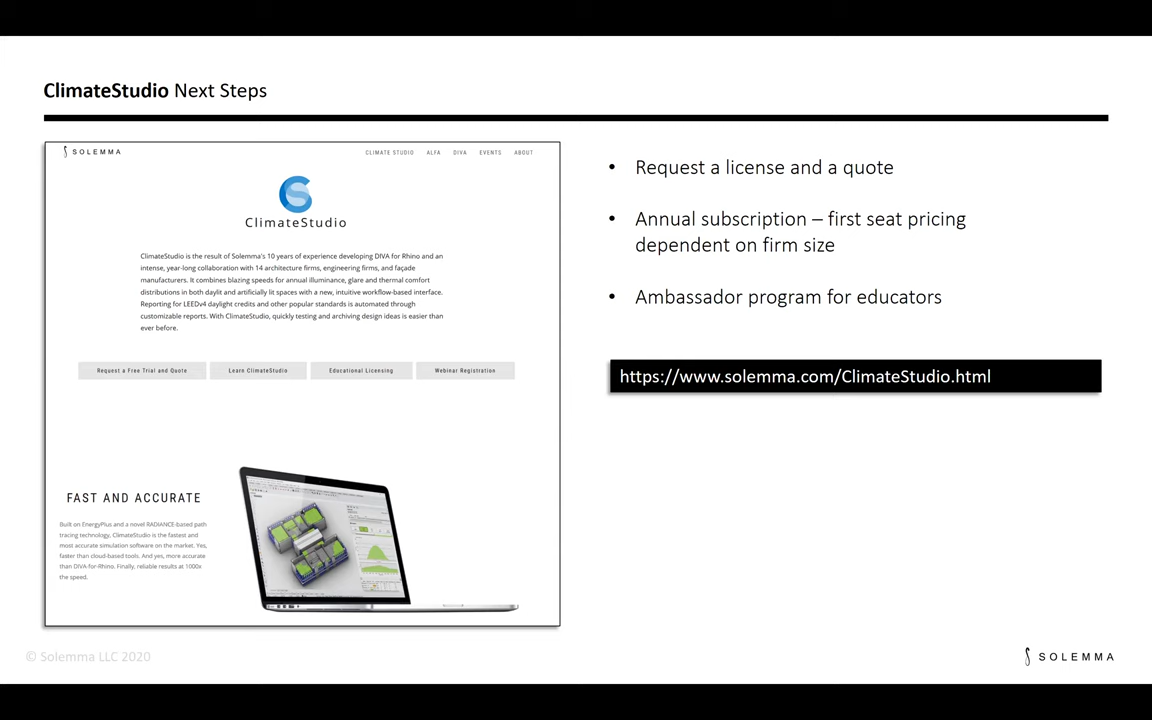 ClimateStudio Next Steps
SOLEMMA
CLIMATE STUDIO ALFA DIVA EVENTS ABOUT
ClimateStudio
ClimateStudio is the result of Solemma's 10 years of experience developing DIVA for Rhino and an
intense, year-long collaboration with 14 architecture firms, engineering firms, and façade
manufacturers. It combines blazing speeds for annual illuminance, glare and thermal comfort
distributions in both daylit and artificially lit spaces with a new, intuitive workflow-based interface.
Reporting for LEEDv4 daylight credits and other popular standards is automated through
customizable reports. With ClimateStudio, quickly testing and archiving design ideas is easier than
ever before.
Request a Free Trial and Quote Learn ClimateStudio Educational Licensing Webinar Registration
FAST AND ACCURATE
Built on EnergyPlus and a novel RADIANCE-based path
tracing technology, ClimateStudio is the fastest and
most accurate simulation software on the market. Yes,
faster than cloud-based tools. And yes, more accurate
than DIVA-for-Rhino. Finally, reliable results at 1000x
the speed.
• Request a license and a quote
• Annual subscription – first seat pricing
dependent on firm size
• Ambassador program for educators
https://www.solemma.com/ClimateStudio.html
© Solemma LLC 2020
SOLEMMA